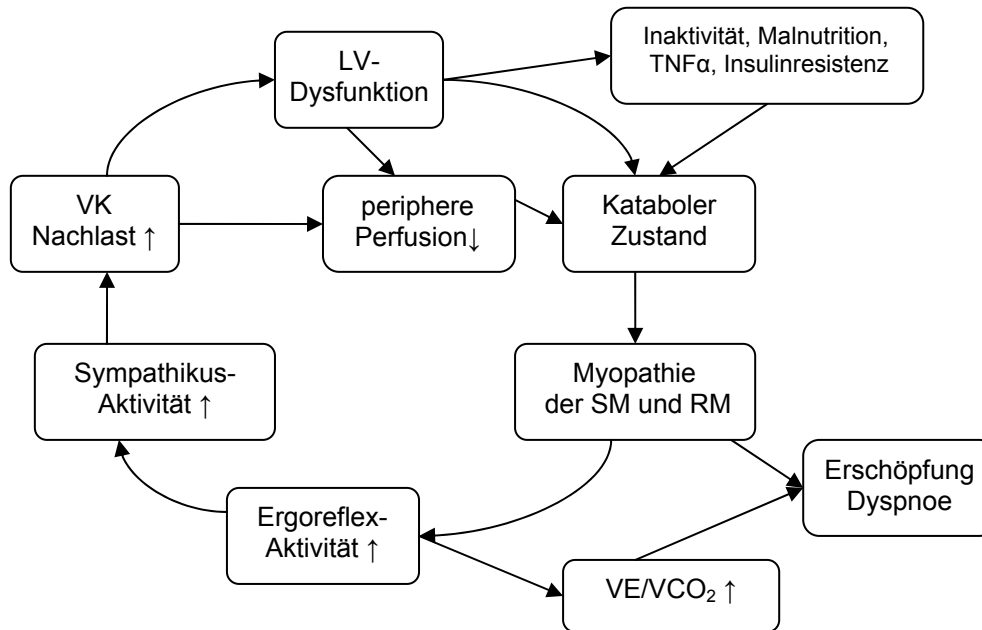 LV-
Dysfunktion
Inaktivität, Malnutrition,
TNFα, Insulinresistenz
VK
Nachlast ↑
periphere
Perfusion↓
Kataboler
Zustand
Sympathikus-
Aktivität ↑
Myopathie
der SM und RM
Erschöpfung
Dyspnoe
Ergoreflex-
Aktivität ↑
VE/VCO₂ ↑